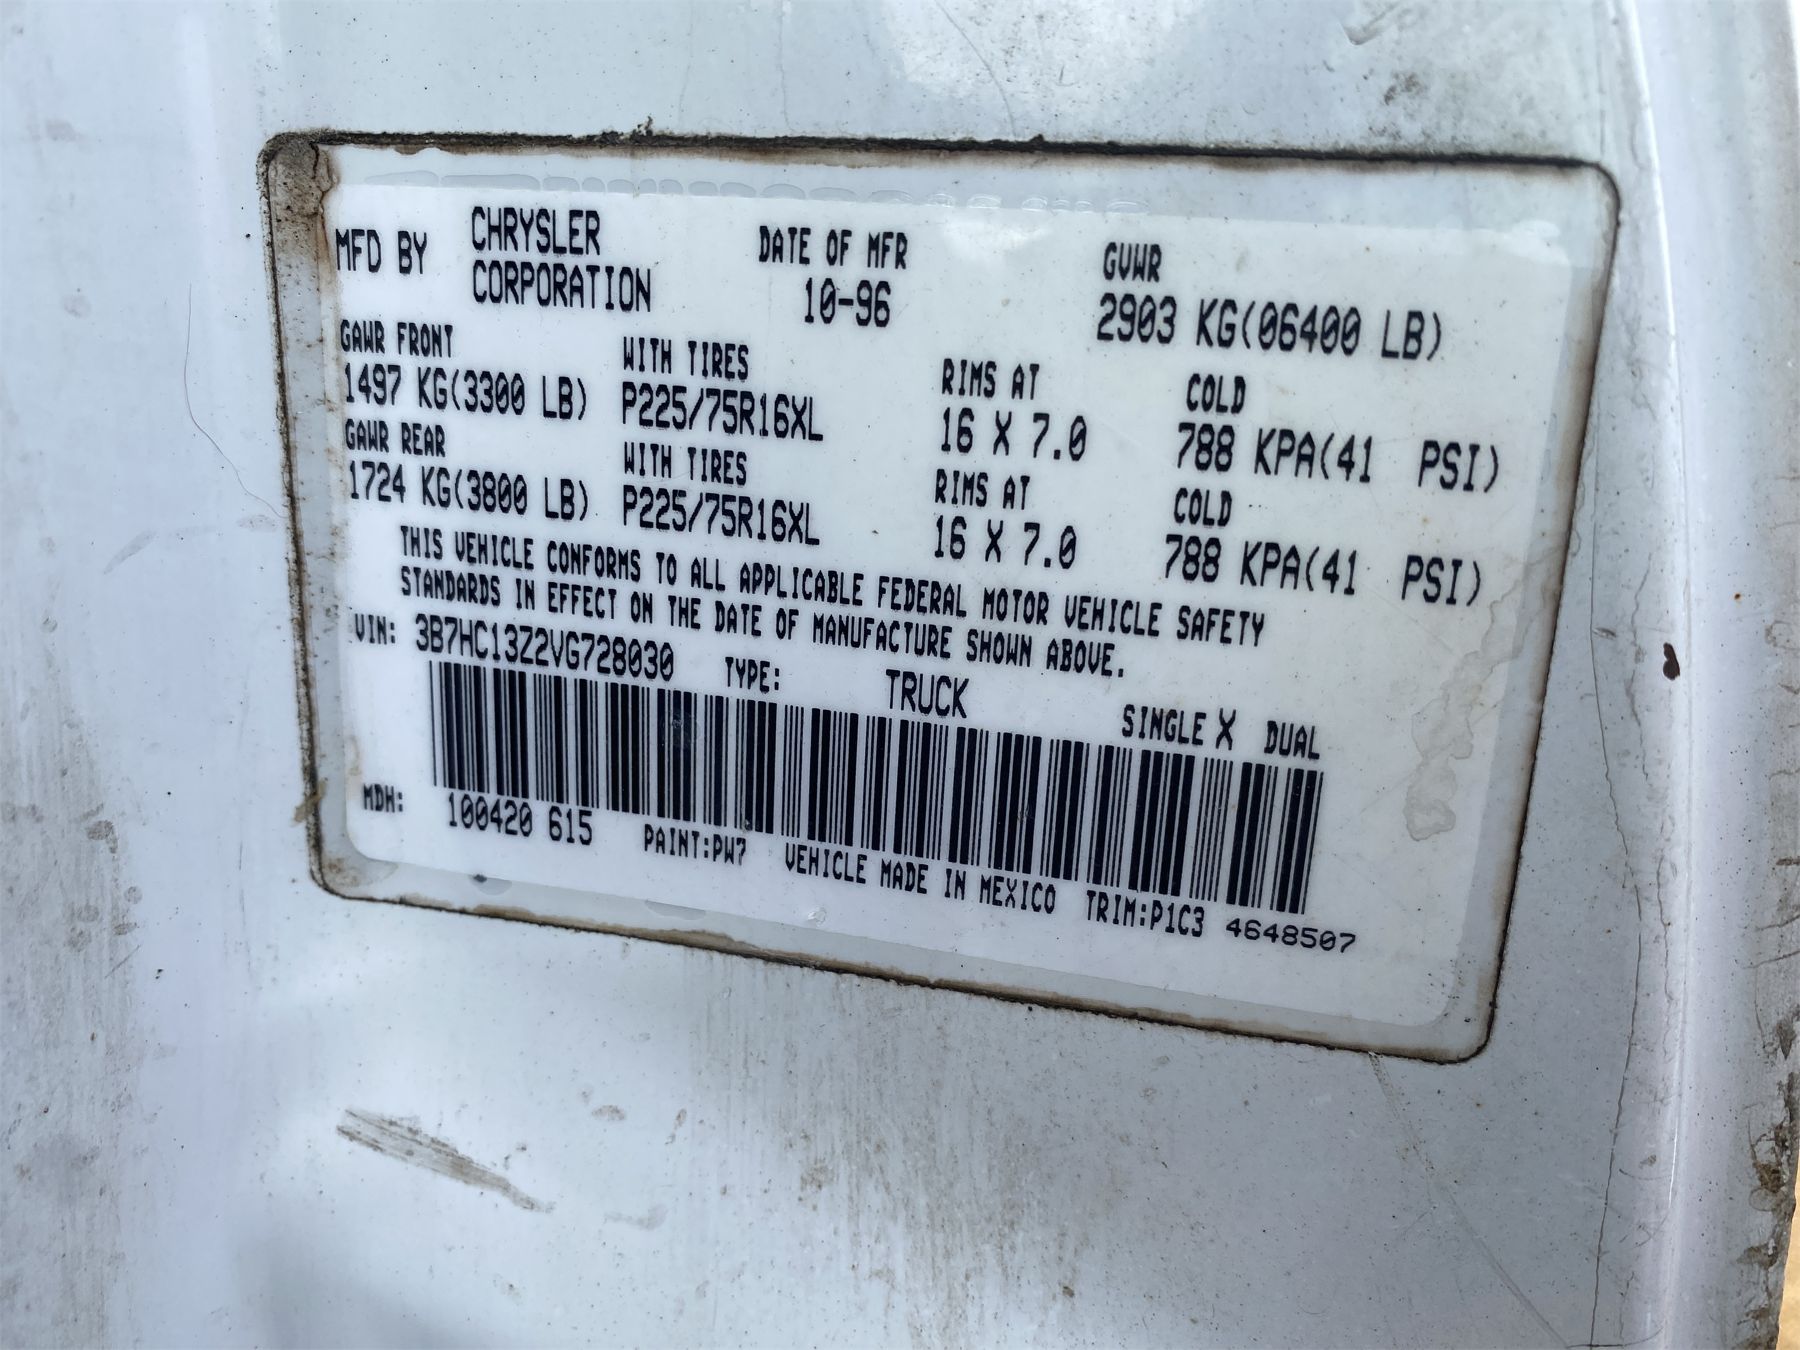 MFD BY CHRYSLER CORPORATION DATE OF MFR 10-96 GVWR 2903 KG(06400 LB)
GAWR FRONT WITH TIRES RIMS AT COLD
1497 KG(3300 LB) P225/75R16XL 16 X 7.0 788 KPA(41 PSI)
GAWR REAR WITH TIRES RIMS AT COLD
1724 KG(3800 LB) P225/75R16XL 16 X 7.0 788 KPA(41 PSI)
THIS VEHICLE CONFORMS TO ALL APPLICABLE FEDERAL MOTOR VEHICLE SAFETY
STANDARDS IN EFFECT ON THE DATE OF MANUFACTURE SHOWN ABOVE.
VIN: 3B7HC13Z2VG728030 TYPE: TRUCK SINGLE X DUAL
MDH: 100420 615 PAINT:PW7 VEHICLE MADE IN MEXICO TRIM:P1C3 4648507